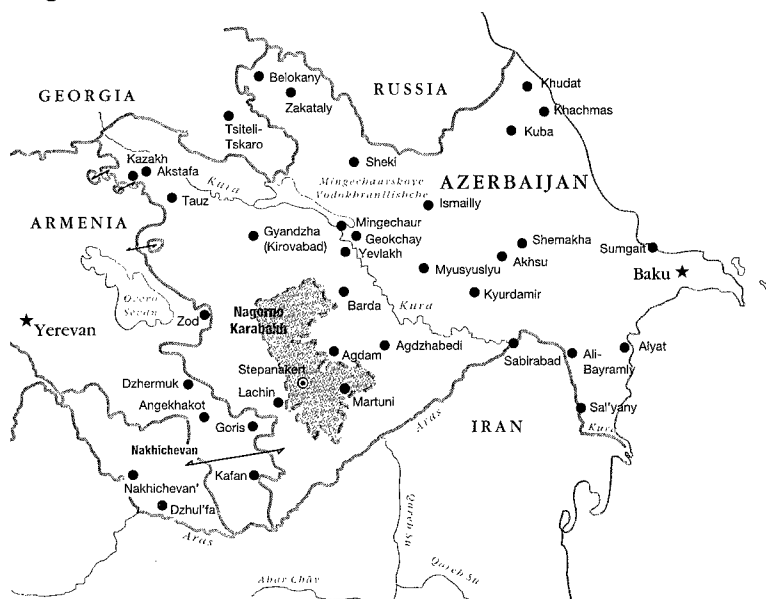 GEORGIA
RUSSIA
Belokany
Zakataly
Tsiteli-
Tskaro
Khudat
Khachmas
Kuba
Sheki
Kazakh
Akstafa
Kura
Mingechaurskoye
Vodokhranilishche
AZERBAIJAN
Ismailly
Tauz
ARMENIA
Mingechaur
Gyandzha
(Kirovabad)
Geokchay
Yevlakh
Shemakha
Akhsu
Sumgait
Baku
Myusyuslyu
Kyurdamir
Ozero
Sevan
Barda
Kura
Zod
Nagorno
Karabakh
Yerevan
Agdam
Agdzhabedi
Sabirabad
Ali-
Bayramly
Alyat
Stepanakert
Dzhermuk
Lachin
Martuni
Angekhakot
Sal'yany
Goris
Aras
IRAN
Kura
Nakhichevan
Kafan
Nakhichevan'
Dzhul'fa
Aras
Qareh Su
Qareh Su
Ahar Chāy